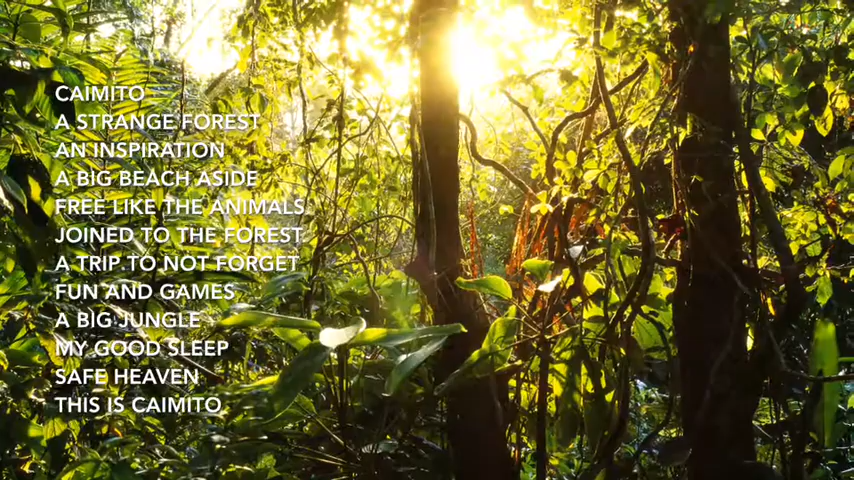 CAIMITO
A STRANGE FOREST
AN INSPIRATION
A BIG BEACH ASIDE
FREE LIKE THE ANIMALS
JOINED TO THE FOREST
A TRIP TO NOT FORGET
FUN AND GAMES
A BIG JUNGLE
MY GOOD SLEEP
SAFE HEAVEN
THIS IS CAIMITO